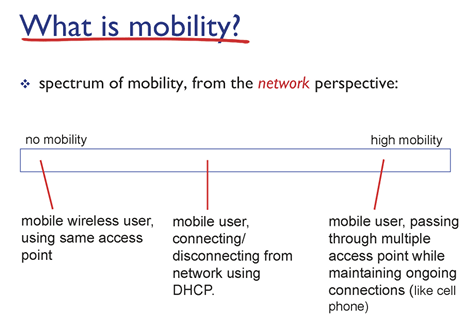 What is mobility?
❖ spectrum of mobility, from the network perspective:
no mobility
high mobility
mobile wireless user,
using same access
point
mobile user,
connecting/
disconnecting from
network using
DHCP.
mobile user, passing
through multiple
access point while
maintaining ongoing
connections (like cell
phone)